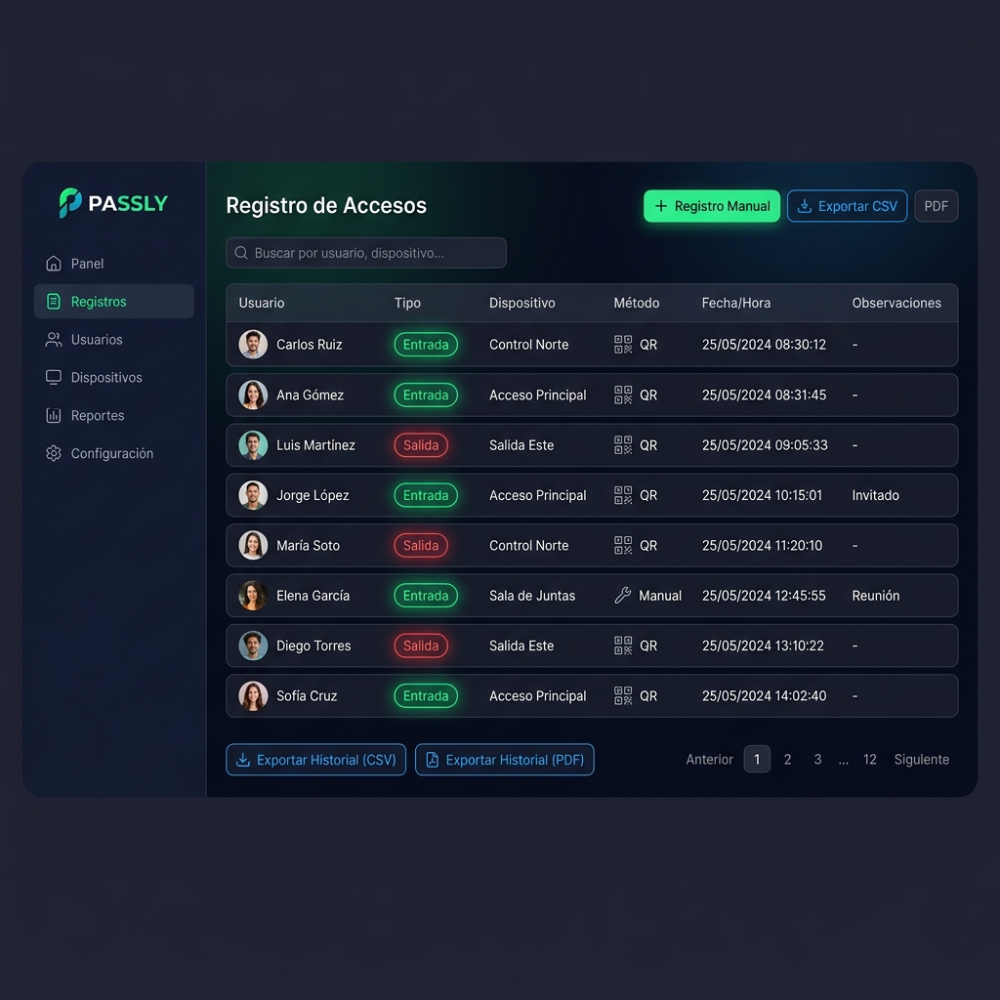 PASSLY
Panel
Registros
Usuarios
Dispositivos
Reportes
Configuración
Registro de Accesos
+ Registro Manual
Exportar CSV
PDF
Buscar por usuario, dispositivo...
Usuario Tipo Dispositivo Método Fecha/Hora Observaciones
Carlos Ruiz Entrada Control Norte QR 25/05/2024 08:30:12 -
Ana Gómez Entrada Acceso Principal QR 25/05/2024 08:31:45 -
Luis Martínez Salida Salida Este QR 25/05/2024 09:05:33 -
Jorge López Entrada Acceso Principal QR 25/05/2024 10:15:01 Invitado
María Soto Salida Control Norte QR 25/05/2024 11:20:10 -
Elena García Entrada Sala de Juntas Manual 25/05/2024 12:45:55 Reunión
Diego Torres Salida Salida Este QR 25/05/2024 13:10:22 -
Sofía Cruz Entrada Acceso Principal QR 25/05/2024 14:02:40 -
Exportar Historial (CSV) Exportar Historial (PDF) Anterior 1 2 3 ... 12 Siguiente